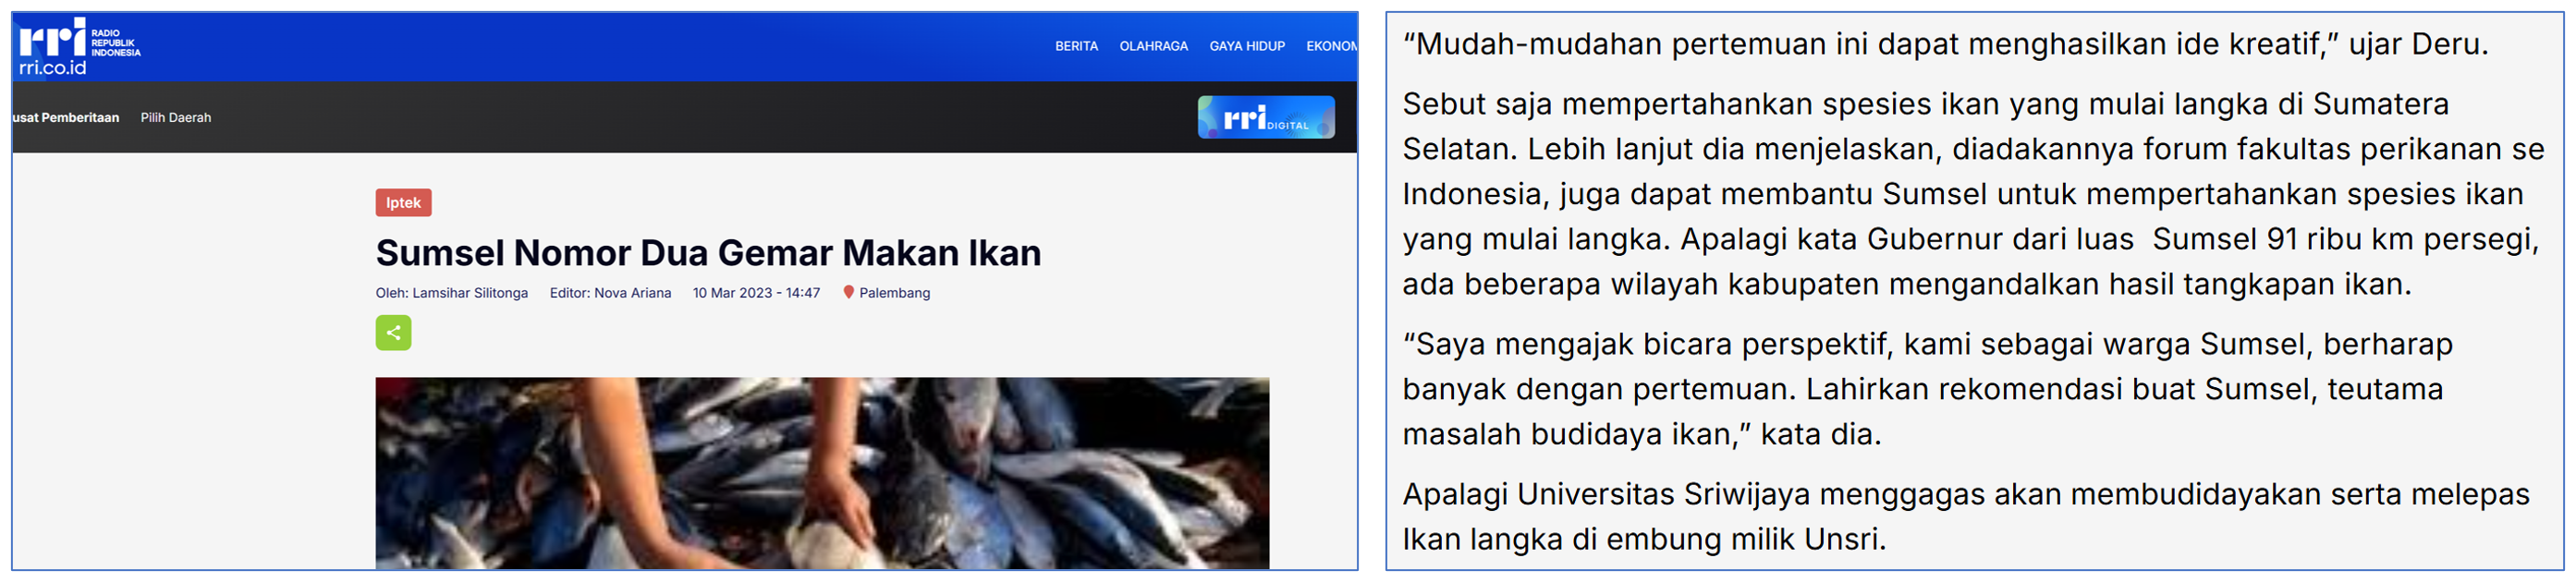 rri RADIO
REPUBLIK
INDONESIA
rri.co.id
BERITA OLAHRAGA GAYA HIDUP EKONOM
usat Pemberitaan Pilih Daerah
rri DIGITAL
Iptek
Sumsel Nomor Dua Gemar Makan Ikan
Oleh: Lamsihar Silitonga Editor: Nova Ariana 10 Mar 2023 - 14:47 Palembang
“Mudah-mudahan pertemuan ini dapat menghasilkan ide kreatif,” ujar Deru.
Sebut saja mempertahankan spesies ikan yang mulai langka di Sumatera
Selatan. Lebih lanjut dia menjelaskan, diadakannya forum fakultas perikanan se
Indonesia, juga dapat membantu Sumsel untuk mempertahankan spesies ikan
yang mulai langka. Apalagi kata Gubernur dari luas  Sumsel 91 ribu km persegi,
ada beberapa wilayah kabupaten mengandalkan hasil tangkapan ikan.
“Saya mengajak bicara perspektif, kami sebagai warga Sumsel, berharap
banyak dengan pertemuan. Lahirkan rekomendasi buat Sumsel, teutama
masalah budidaya ikan,” kata dia.
Apalagi Universitas Sriwijaya menggagas akan membudidayakan serta melepas
Ikan langka di embung milik Unsri.